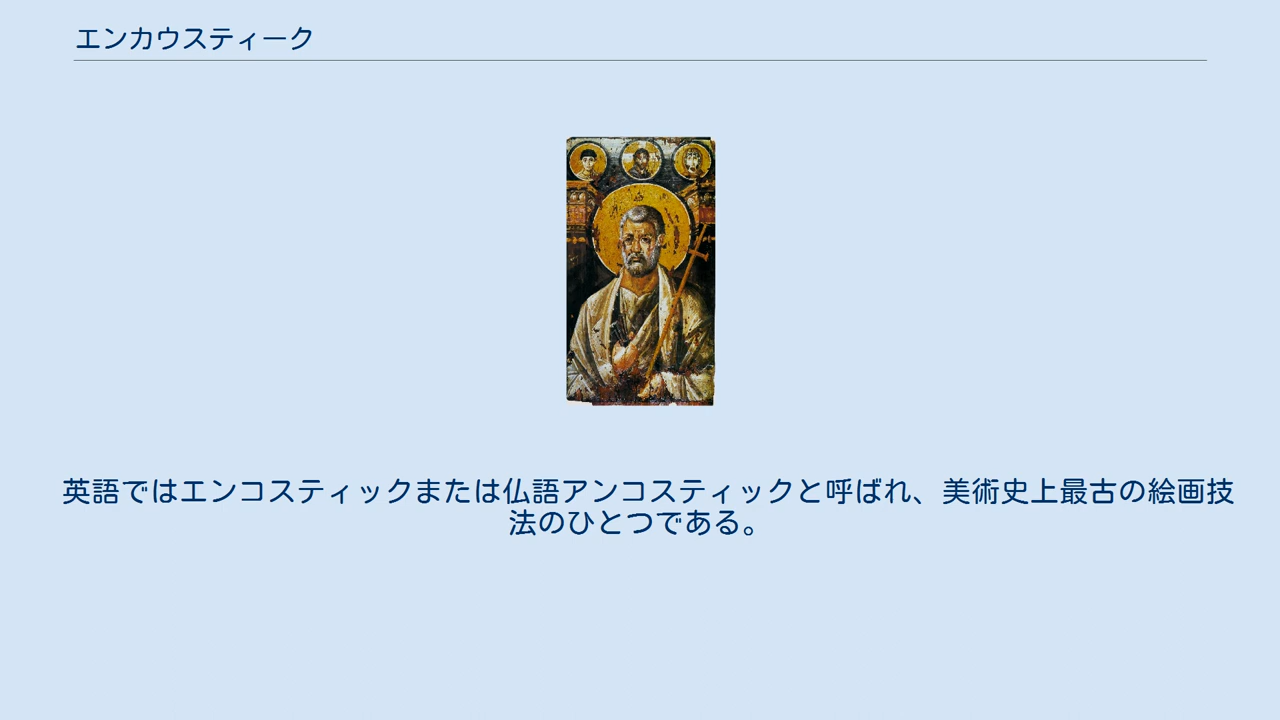 エンカウスティーク
英語ではエンコスティックまたは仏語アンコスティックと呼ばれ、美術史上最古の絵画技
法のひとつである。